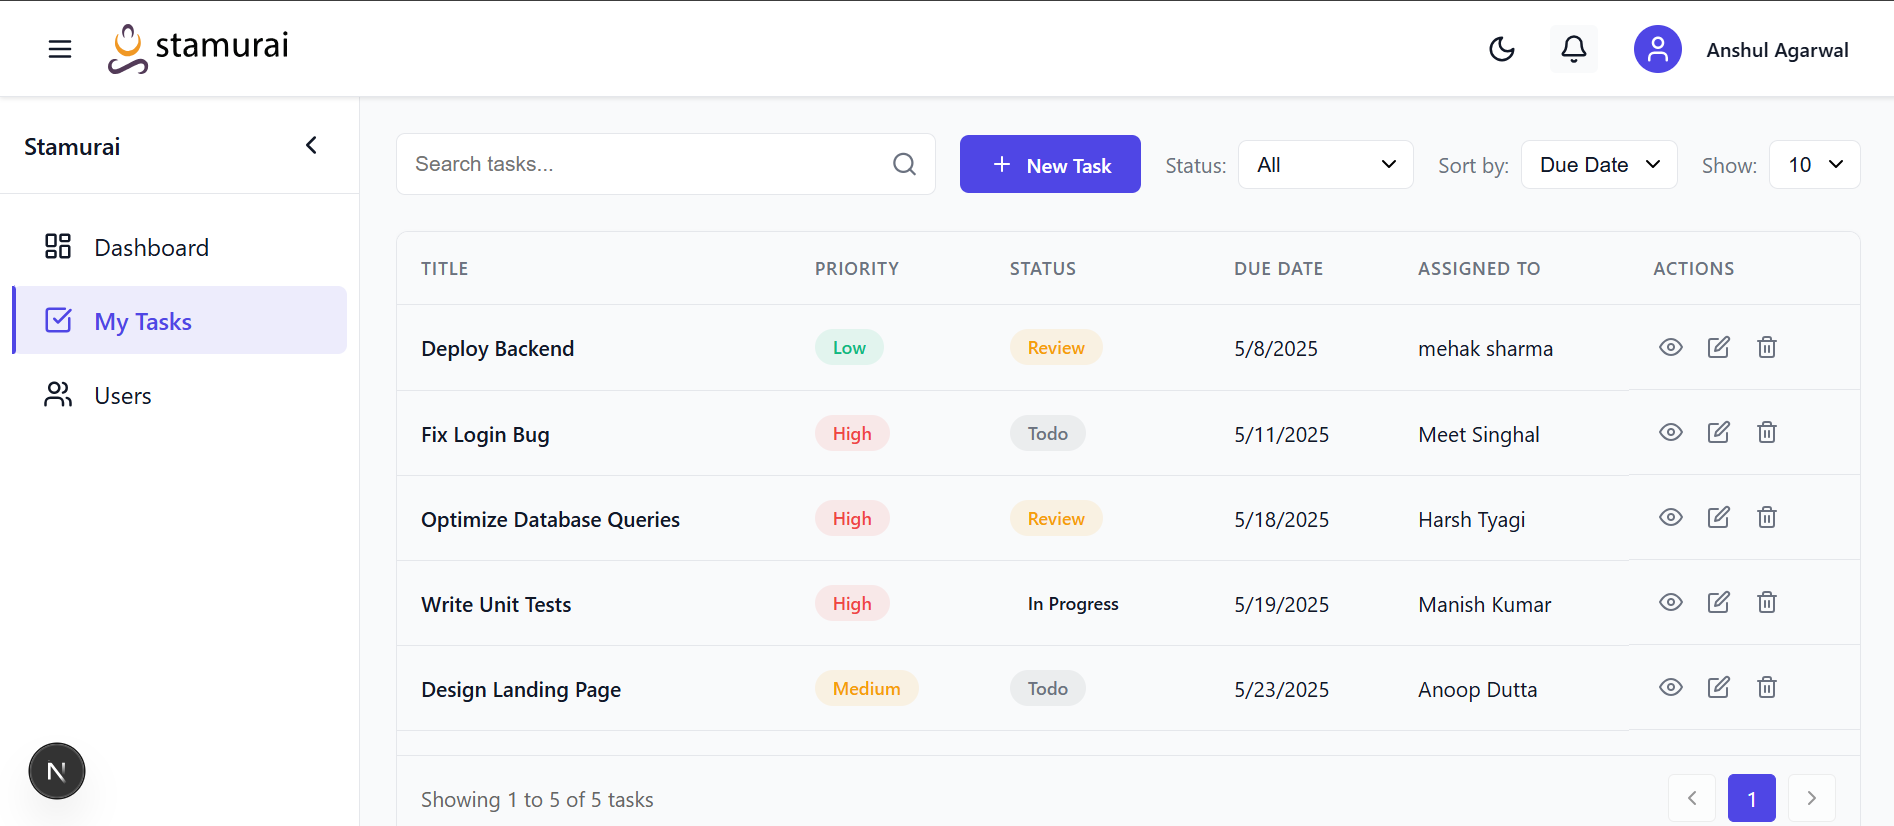 stamurai
Anshul Agarwal
Stamurai
Dashboard
My Tasks
Users
Search tasks...
New Task
Status: All
Sort by: Due Date
Show: 10
TITLE PRIORITY STATUS DUE DATE ASSIGNED TO ACTIONS
Deploy Backend Low Review 5/8/2025 mehak sharma
Fix Login Bug High Todo 5/11/2025 Meet Singhal
Optimize Database Queries High Review 5/18/2025 Harsh Tyagi
Write Unit Tests High In Progress 5/19/2025 Manish Kumar
Design Landing Page Medium Todo 5/23/2025 Anoop Dutta
Showing 1 to 5 of 5 tasks
1
N